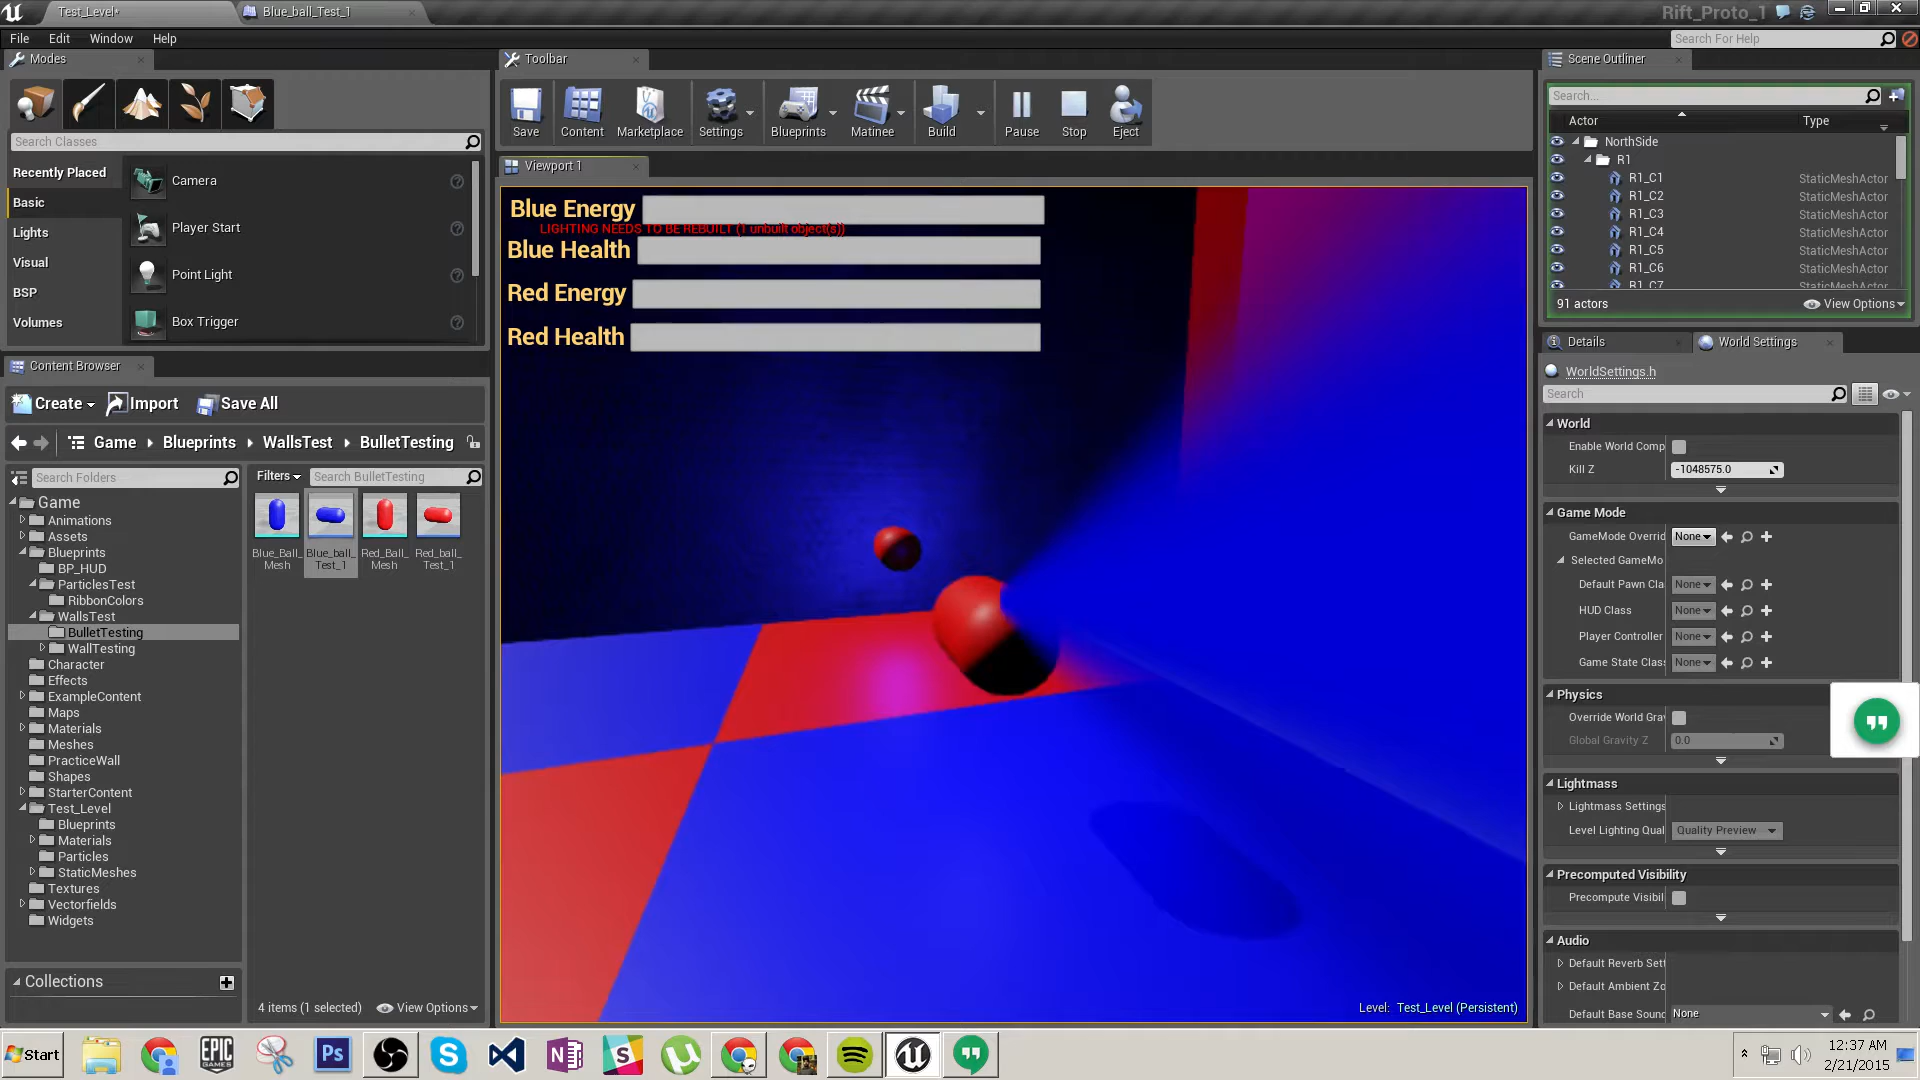 Test_Level*
Blue_ball_Test_1
Rift_Proto_1
File
Edit
Window
Help
Search For Help
Modes
Search Classes
Recently Placed
Basic
Lights
Visual
BSP
Volumes
Camera
Player Start
Point Light
Box Trigger
Toolbar
Save
Content
Marketplace
Settings
Blueprints
Matinee
Build
Pause
Stop
Eject
Viewport 1
Blue Energy
LIGHTING NEEDS TO BE REBUILT (1 unbuilt object(s))
Blue Health
Red Energy
Red Health
Level: Test_Level (Persistent)
Content Browser
Create
Import
Save All
Game
Blueprints
WallsTest
BulletTesting
Search Folders
Game
Animations
Assets
Blueprints
BP_HUD
ParticlesTest
RibbonColors
WallsTest
BulletTesting
WallTesting
Character
Effects
ExampleContent
Maps
Materials
Meshes
PracticeWall
Shapes
StarterContent
Test_Level
Blueprints
Materials
Particles
StaticMeshes
Textures
Vectorfields
Widgets
Collections
Filters
Search BulletTesting
Blue_Ball_
Mesh
Blue_ball_
Test_1
Red_Ball_
Mesh
Red_ball_
Test_1
4 items (1 selected)
View Options
Scene Outliner
Search...
Actor
Type
NorthSide
R1
R1_C1 StaticMeshActor
R1_C2 StaticMeshActor
R1_C3 StaticMeshActor
R1_C4 StaticMeshActor
R1_C5 StaticMeshActor
R1_C6 StaticMeshActor
R1_C7
91 actors
View Options
Details
World Settings
WorldSettings.h
Search
World
Enable World Comp
Kill Z -1048575.0
Game Mode
GameMode Overri None
Selected GameMo
Default Pawn Cla None
HUD Class None
Player Controller None
Game State Clas None
Physics
Override World Gra
Global Gravity Z 0.0
Lightmass
Lightmass Settings
Level Lighting Qual Quality Preview
Precomputed Visibility
Precompute Visibil
Audio
Default Reverb Sett
Default Ambient Zo
Default Base Soun None
Start
EPIC
GAMES
Ps
12:37 AM
2/21/2015